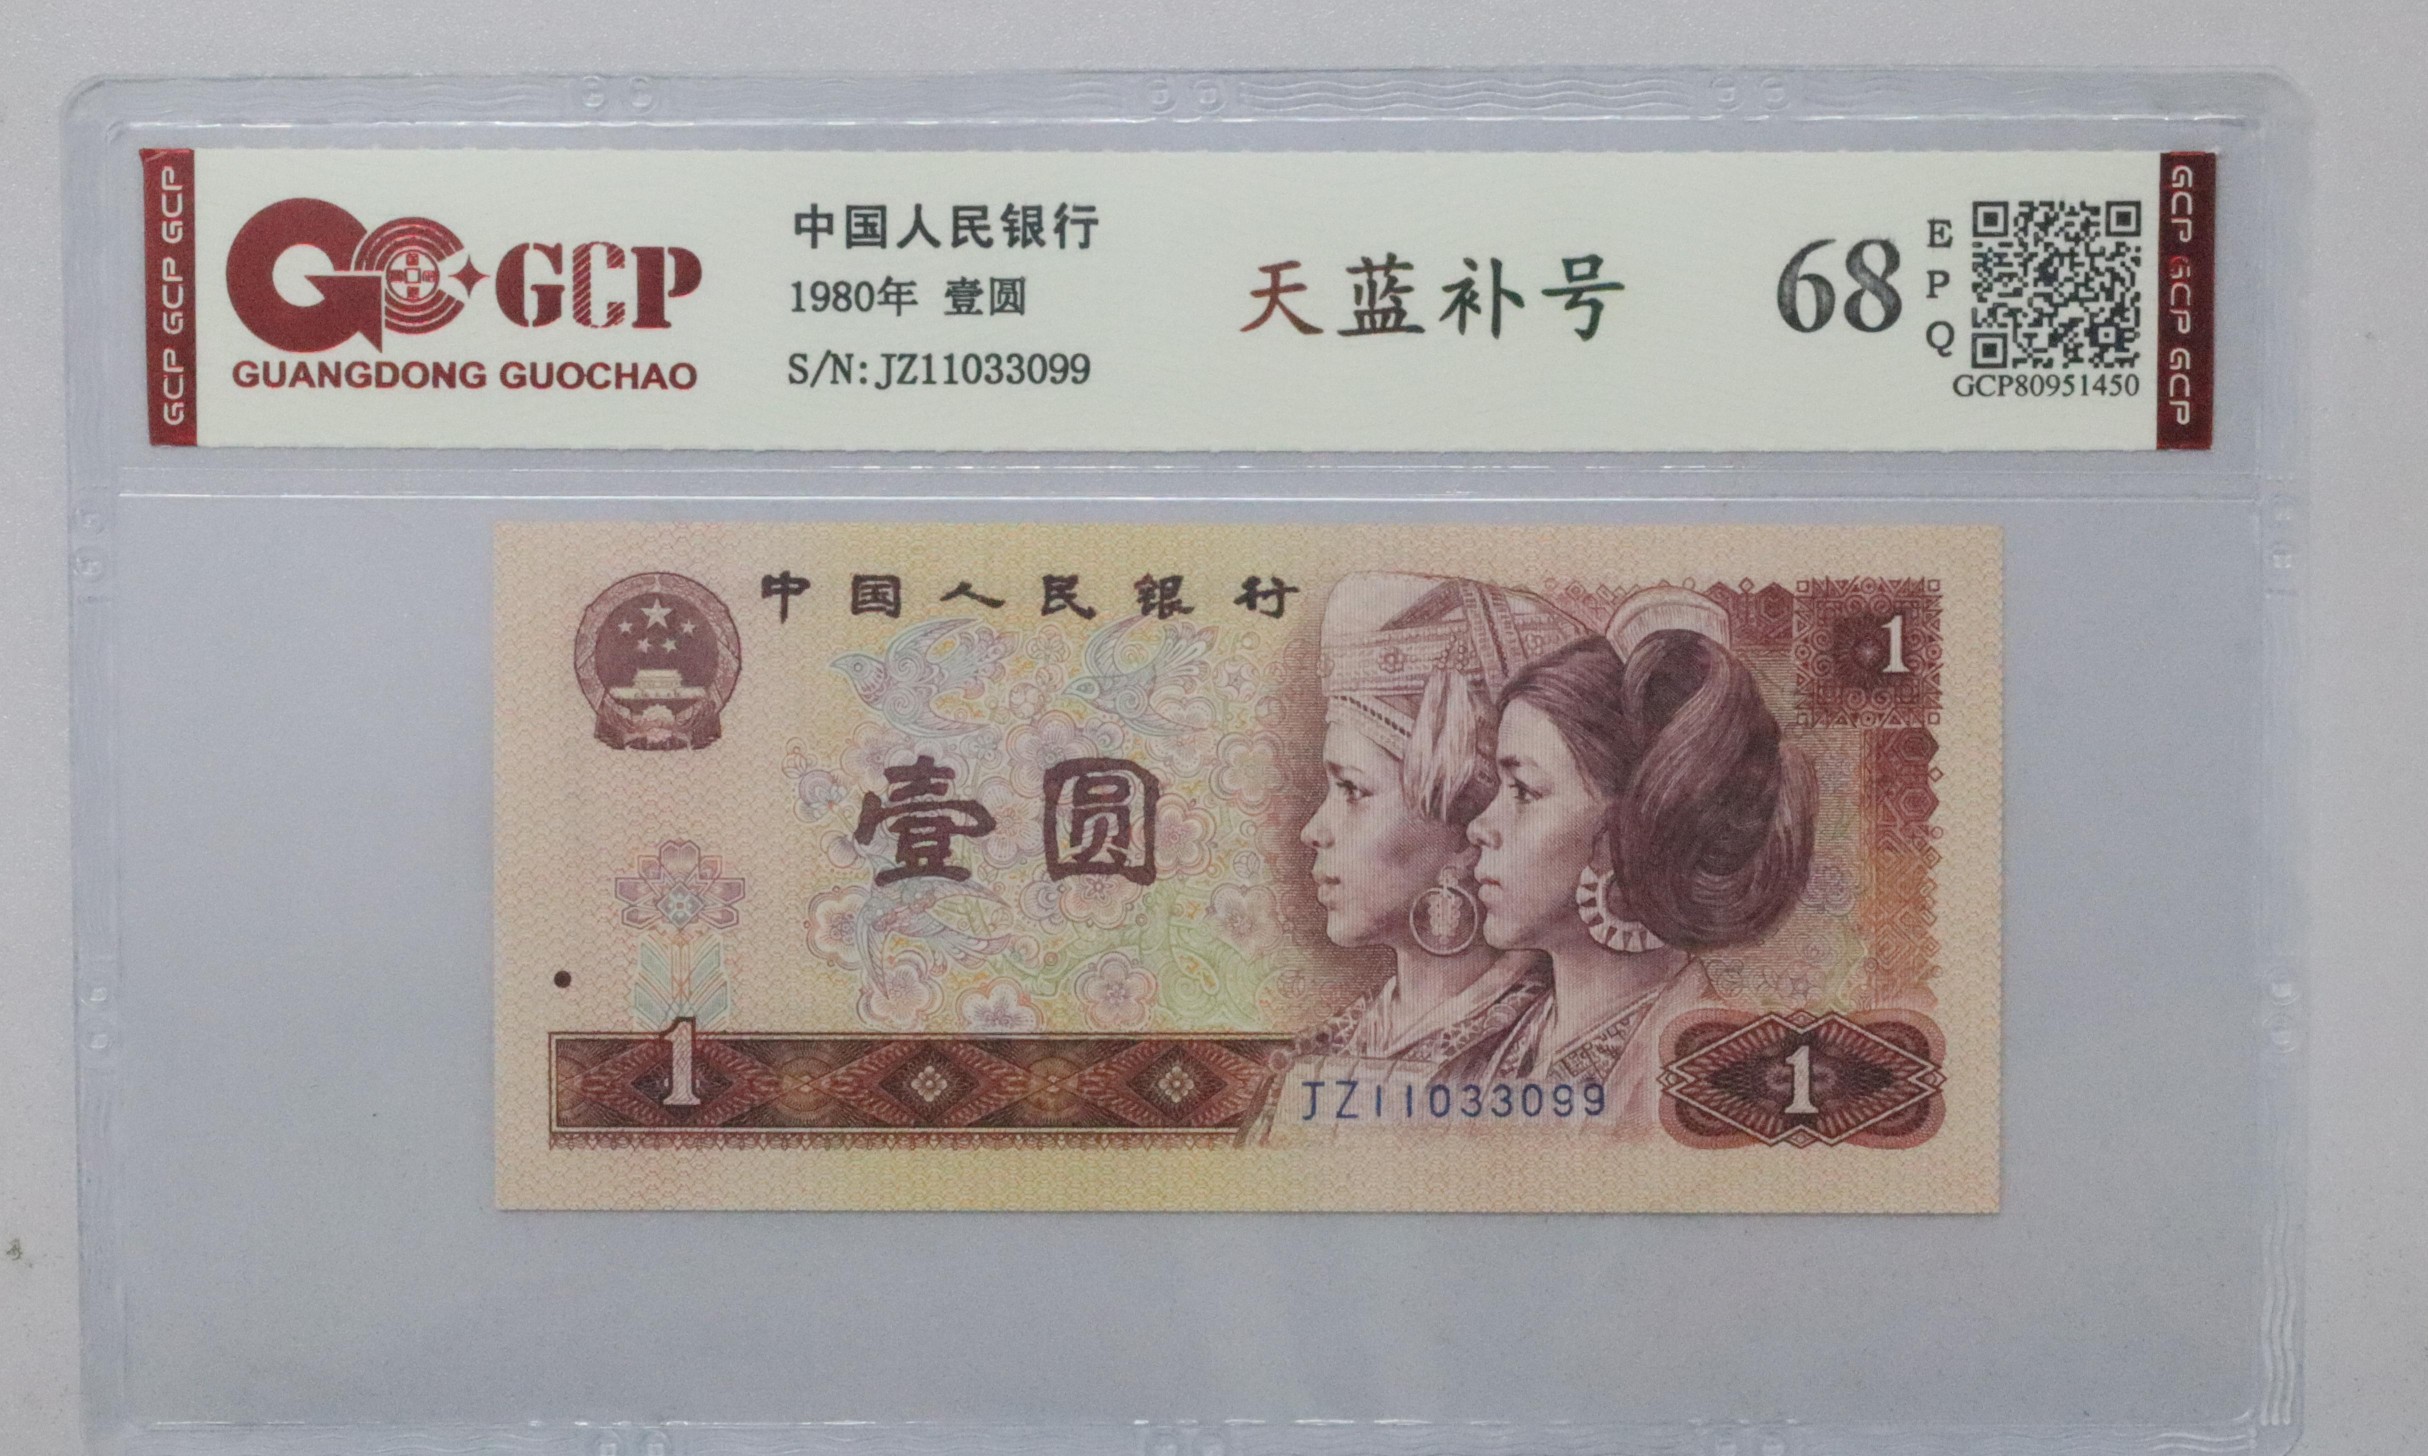 GCP GCP GCP
GCP
GUANGDONG GUOCHAO
中国人民银行
1980年 壹圆
S/N: JZ11033099
天蓝补号
68
E
P
Q
GCP80951450
GCP GCP GCP
中国人民银行
1
壹圆
1
JZ11033099
1